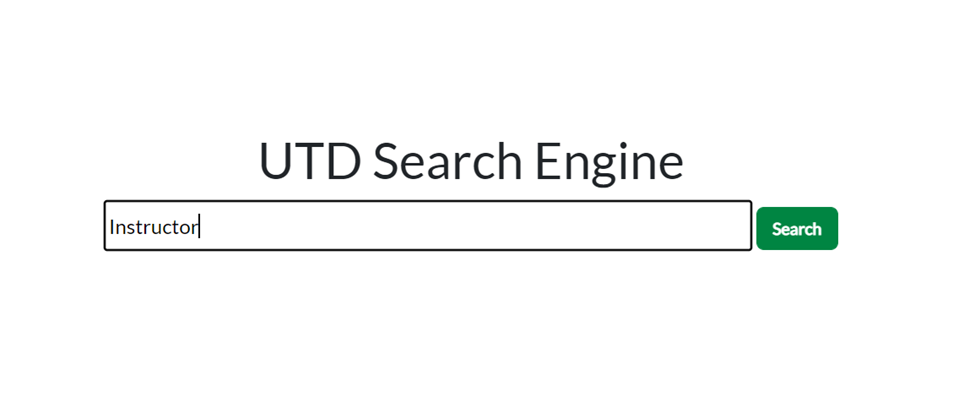 UTD Search Engine
Instructor
Search